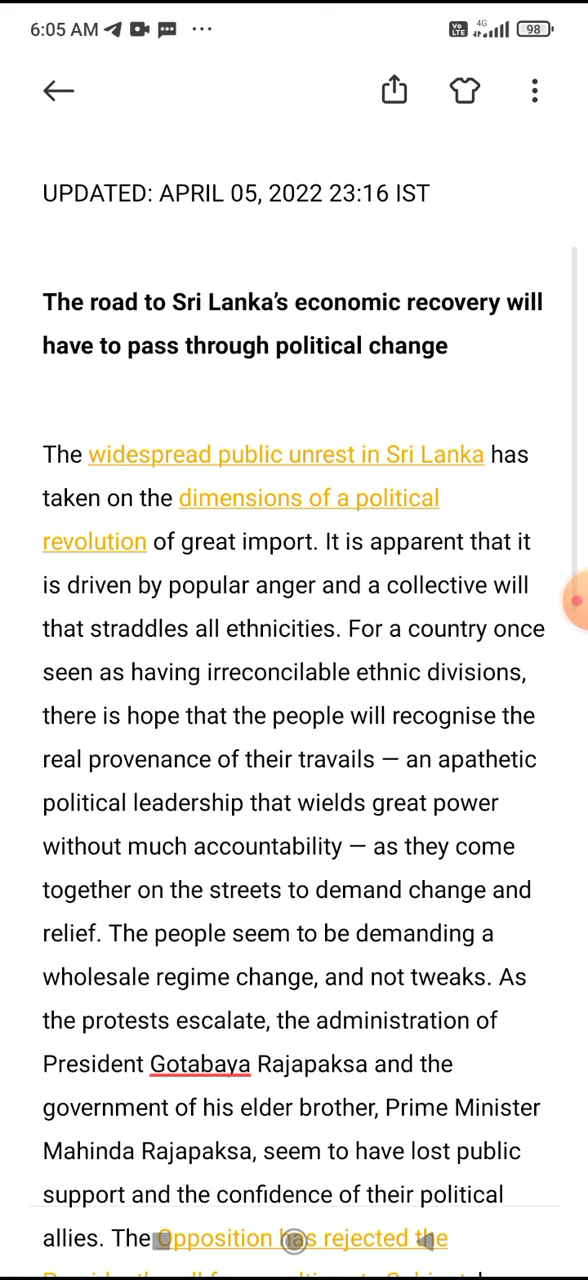 6:05 AM ...
Vo LTE 4G 98
UPDATED: APRIL 05, 2022 23:16 IST
The road to Sri Lanka's economic recovery will
have to pass through political change
The widespread public unrest in Sri Lanka has
taken on the dimensions of a political
revolution of great import. It is apparent that it
is driven by popular anger and a collective will
that straddles all ethnicities. For a country once
seen as having irreconcilable ethnic divisions,
there is hope that the people will recognise the
real provenance of their travails — an apathetic
political leadership that wields great power
without much accountability — as they come
together on the streets to demand change and
relief. The people seem to be demanding a
wholesale regime change, and not tweaks. As
the protests escalate, the administration of
President Gotabaya Rajapaksa and the
government of his elder brother, Prime Minister
Mahinda Rajapaksa, seem to have lost public
support and the confidence of their political
allies. The Opposition has rejected the